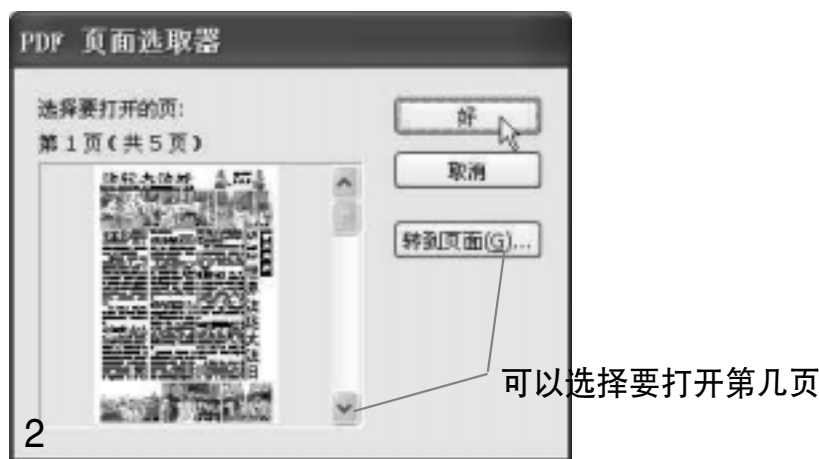 PDF 页面选取器
选择要打开的页:
第 1 页(共 5 页)
好
取消
转到页面(G)...
可以选择要打开第几页
2